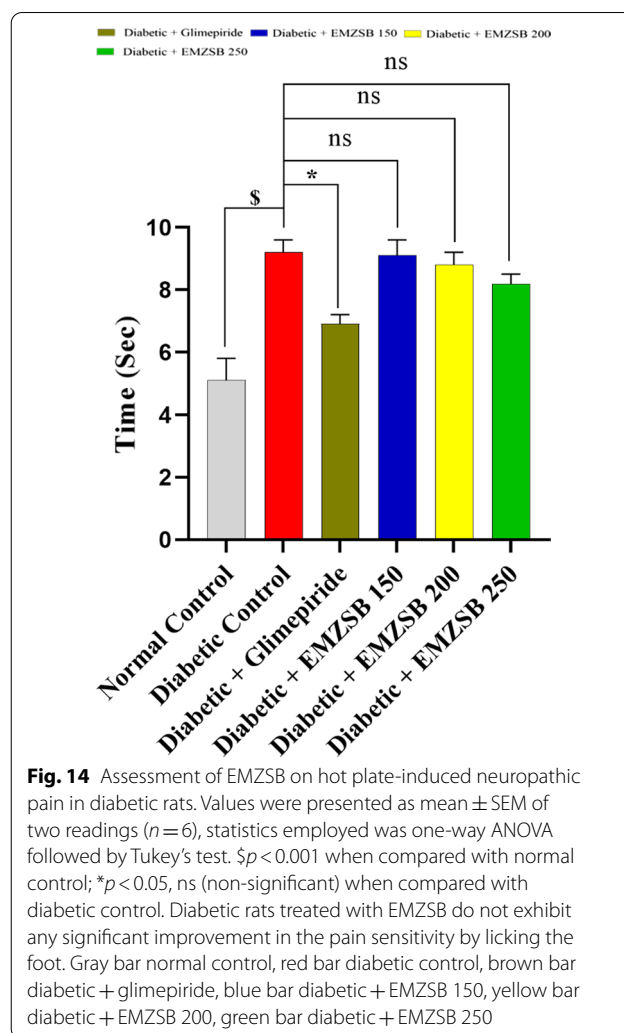 Diabetic + Glimepiride Diabetic + EMZSB 150 Diabetic + EMZSB 200
Diabetic + EMZSB 250
ns
ns
ns
*
$
10
8
6
4
2
0
Time (Sec)
Normal Control
Diabetic Control
Diabetic + Glimepiride
Diabetic + EMZSB 150
Diabetic + EMZSB 200
Diabetic + EMZSB 250
Fig. 14 Assessment of EMZSB on hot plate-induced neuropathic
pain in diabetic rats. Values were presented as mean ± SEM of
two readings (n = 6), statistics employed was one-way ANOVA
followed by Tukey's test. $p < 0.001 when compared with normal
control; *p < 0.05, ns (non-significant) when compared with
diabetic control. Diabetic rats treated with EMZSB do not exhibit
any significant improvement in the pain sensitivity by licking the
foot. Gray bar normal control, red bar diabetic control, brown bar
diabetic + glimepiride, blue bar diabetic + EMZSB 150, yellow bar
diabetic + EMZSB 200, green bar diabetic + EMZSB 250